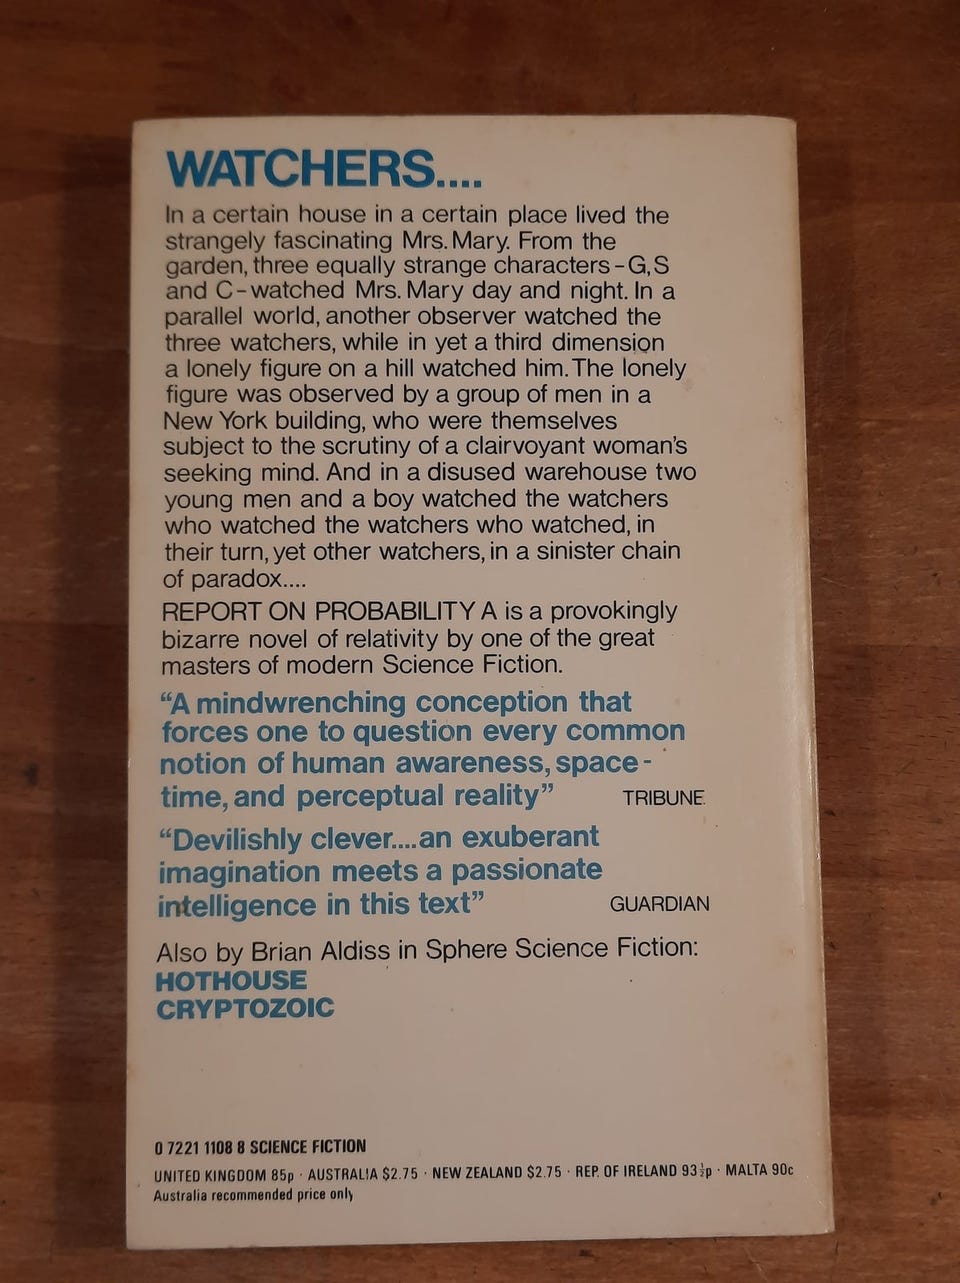 WATCHERS....
In a certain house in a certain place lived the
strangely fascinating Mrs. Mary. From the
garden, three equally strange characters - G, S
and C - watched Mrs. Mary day and night. In a
parallel world, another observer watched the
three watchers, while in yet a third dimension
a lonely figure on a hill watched him. The lonely
figure was observed by a group of men in a
New York building, who were themselves
subject to the scrutiny of a clairvoyant woman's
seeking mind. And in a disused warehouse two
young men and a boy watched the watchers
who watched the watchers who watched, in
their turn, yet other watchers, in a sinister chain
of paradox....
REPORT ON PROBABILITY A is a provokingly
bizarre novel of relativity by one of the great
masters of modern Science Fiction.
“A mindwrenching conception that
forces one to question every common
notion of human awareness, space-
time, and perceptual reality” TRIBUNE.
“Devilishly clever....an exuberant
imagination meets a passionate
intelligence in this text” GUARDIAN
Also by Brian Aldiss in Sphere Science Fiction:
HOTHOUSE
CRYPTOZOIC
0 7221 1108 8 SCIENCE FICTION
UNITED KINGDOM 85p · AUSTRALIA $2.75 · NEW ZEALAND $2.75 · REP. OF IRELAND 93½p · MALTA 90c
Australia recommended price only